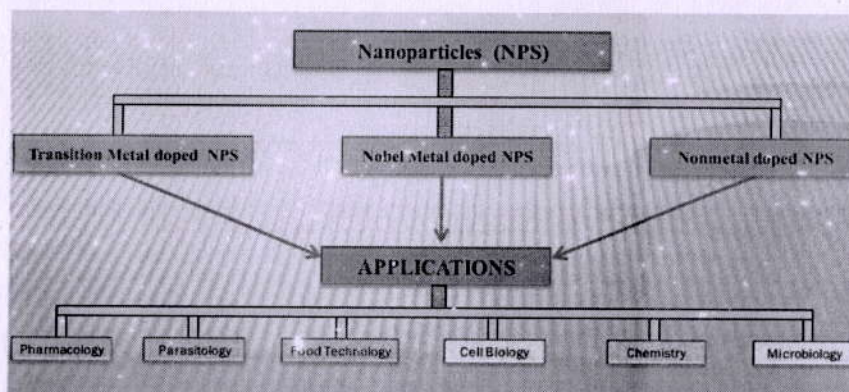 Nanoparticles (NPS)
Transition Metal doped NPS
Nobel Metal doped NPS
Nonmetal doped NPS
APPLICATIONS
Pharmacology
Parasitology
Food Technology
Cell Biology
Chemistry
Microbiology